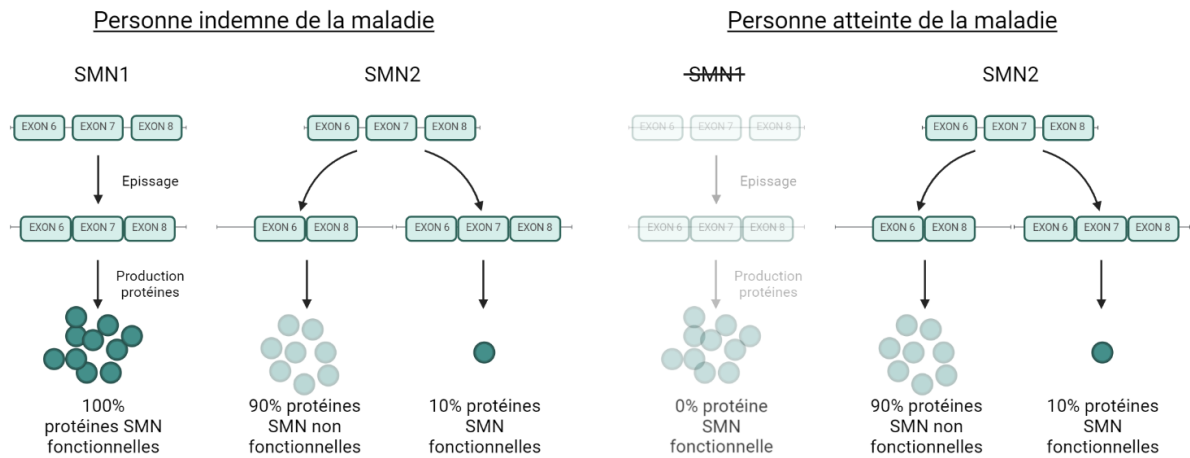 Personne indemne de la maladie
SMN1
SMN2
EXON 6 EXON 7 EXON 8
EXON 6 EXON 7 EXON 8
Epissage
EXON 6 EXON 7 EXON 8
EXON 6 EXON 8
EXON 6 EXON 7 EXON 8
Production
protéines
100%
protéines SMN
fonctionnelles
90% protéines
SMN non
fonctionnelles
10% protéines
SMN
fonctionnelles
Personne atteinte de la maladie
SMN1
SMN2
EXON 6 EXON 7 EXON 8
EXON 6 EXON 7 EXON 8
Epissage
EXON 6 EXON 7 EXON 8
EXON 6 EXON 8
EXON 6 EXON 7 EXON 8
Production
protéines
0% protéine
SMN
fonctionnelle
90% protéines
SMN non
fonctionnelles
10% protéines
SMN
fonctionnelles